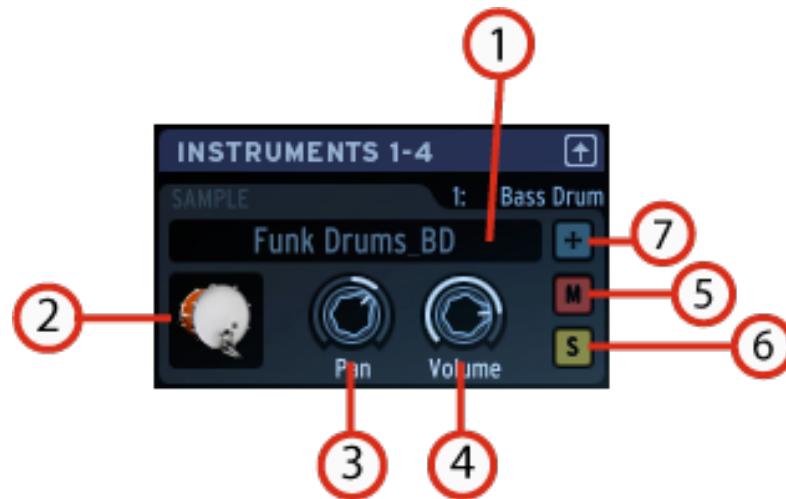 1
INSTRUMENTS 1-4
SAMPLE 1: Bass Drum
Funk Drums_BD +
7
M
5
2
S
6
Pan Volume
3 4